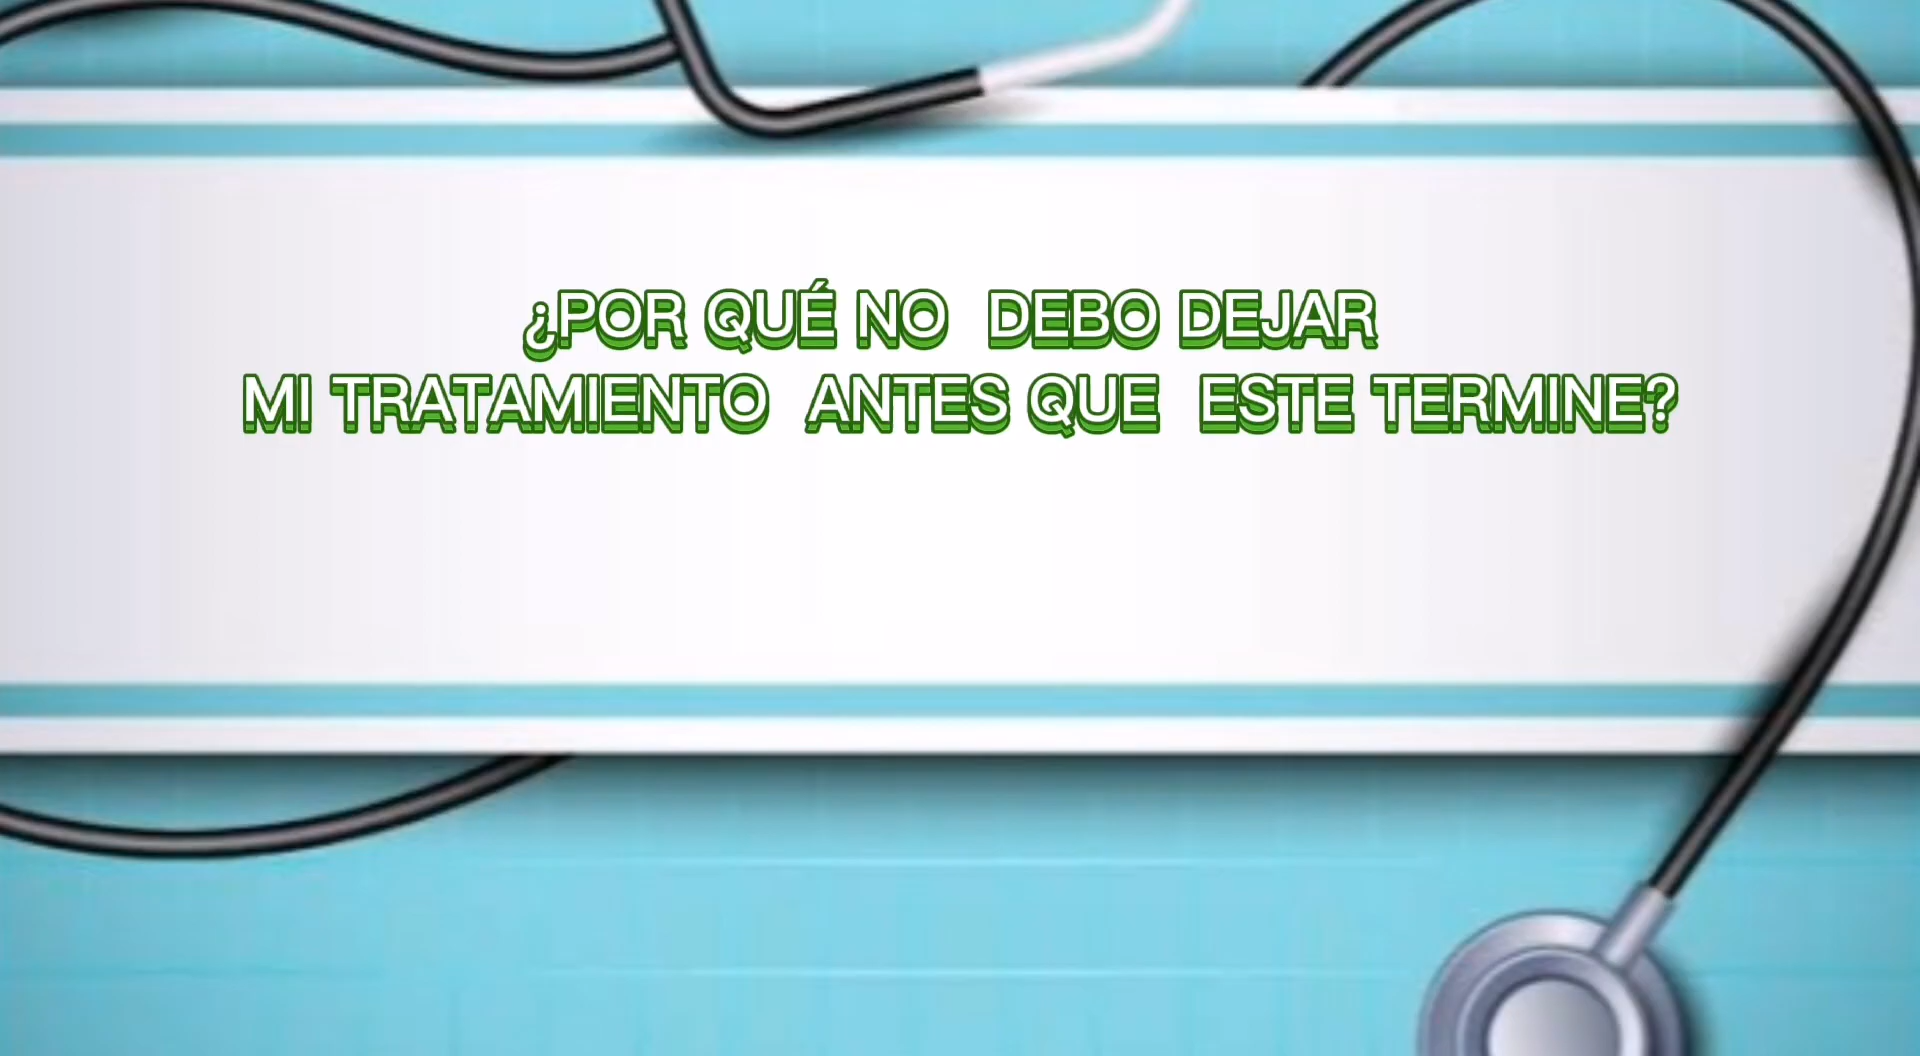 ¿POR QUÉ NO DEBO DEJAR
MI TRATAMIENTO ANTES QUE ESTE TERMINE?